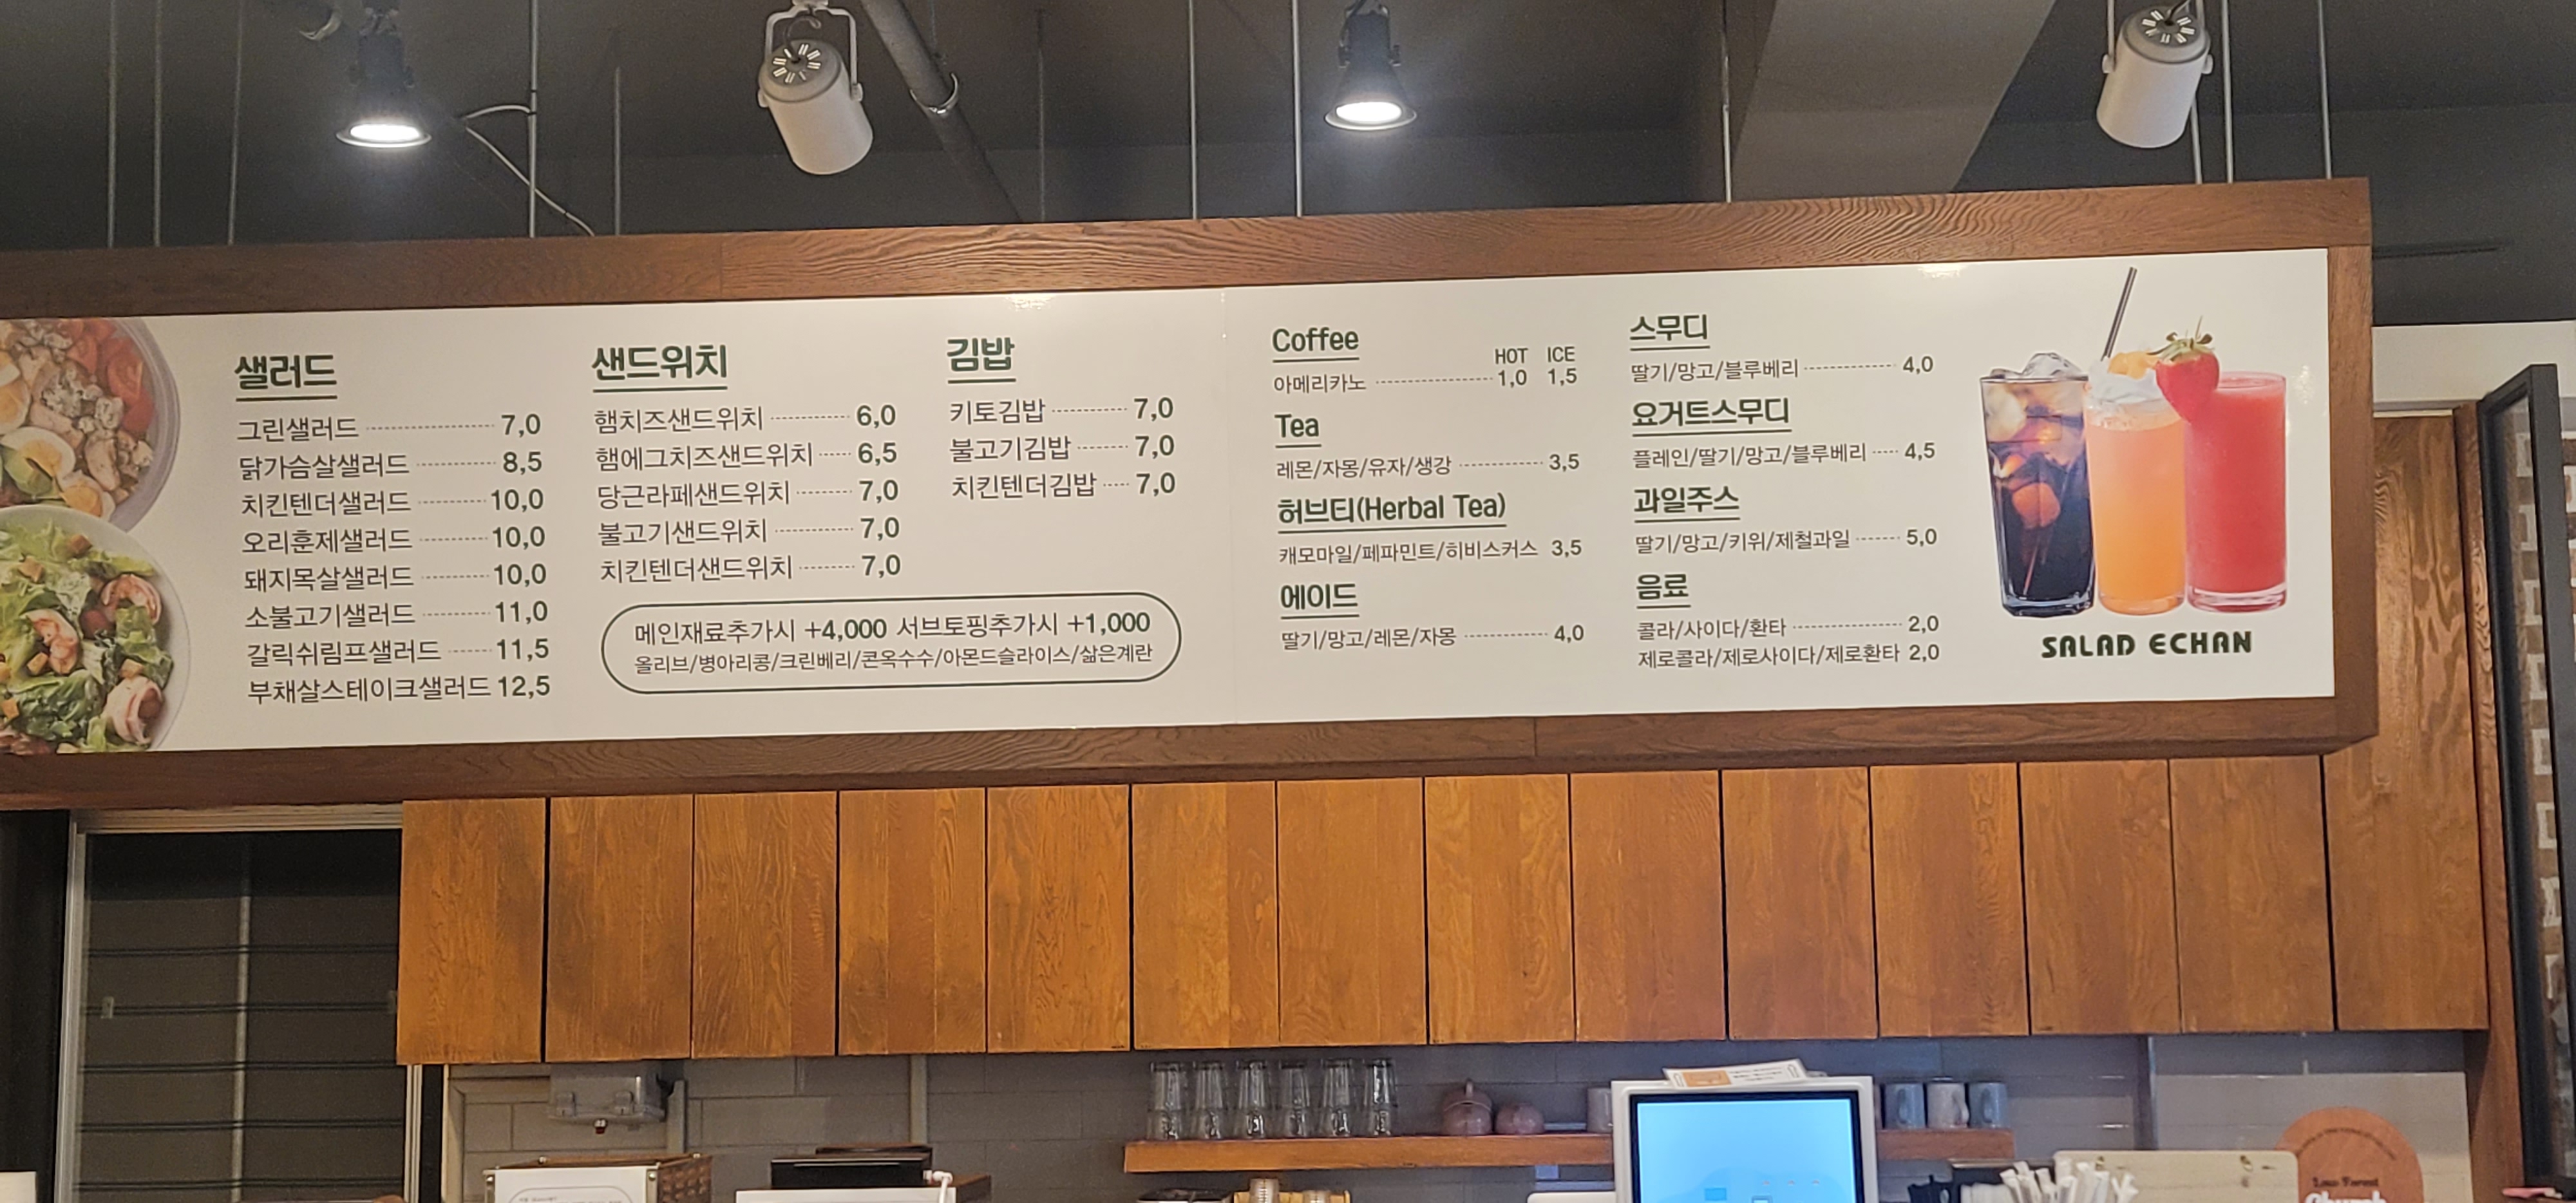 샐러드
그린샐러드 7,0
닭가슴살샐러드 8,5
치킨텐더샐러드 10,0
오리훈제샐러드 10,0
돼지목살샐러드 10,0
소불고기샐러드 11,0
갈릭쉬림프샐러드 11,5
부채살스테이크샐러드 12,5
샌드위치
햄치즈샌드위치 6,0
햄에그치즈샌드위치 6,5
당근라페샌드위치 7,0
불고기샌드위치 7,0
치킨텐더샌드위치 7,0
김밥
키토김밥 7,0
불고기김밥 7,0
치킨텐더김밥 7,0
메인재료추가시 +4,000 서브토핑추가시 +1,000
올리브/병아리콩/크린베리/콘옥수수/아몬드슬라이스/삶은계란
Coffee
HOT ICE
아메리카노 1,0 1,5
Tea
레몬/자몽/유자/생강 3,5
허브티(Herbal Tea)
캐모마일/페파민트/히비스커스 3,5
에이드
딸기/망고/레몬/자몽 4,0
스무디
딸기/망고/블루베리 4,0
요거트스무디
플레인/딸기/망고/블루베리 4,5
과일주스
딸기/망고/키위/제철과일 5,0
음료
콜라/사이다/환타 2,0
제로콜라/제로사이다/제로환타 2,0
SALAD ECHAN